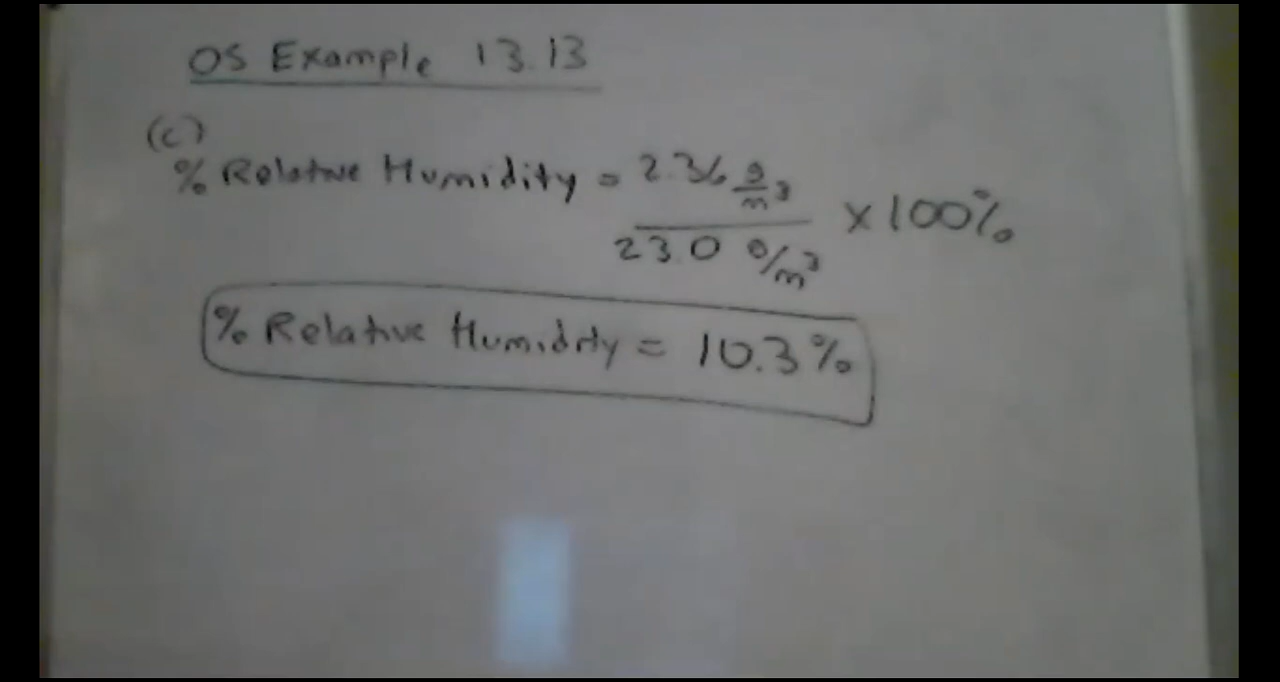 OS Example 13.13
(c)
% Relative Humidity = 2.36 g/m³
23.0 g/m³ × 100%
% Relative Humidity = 10.3%